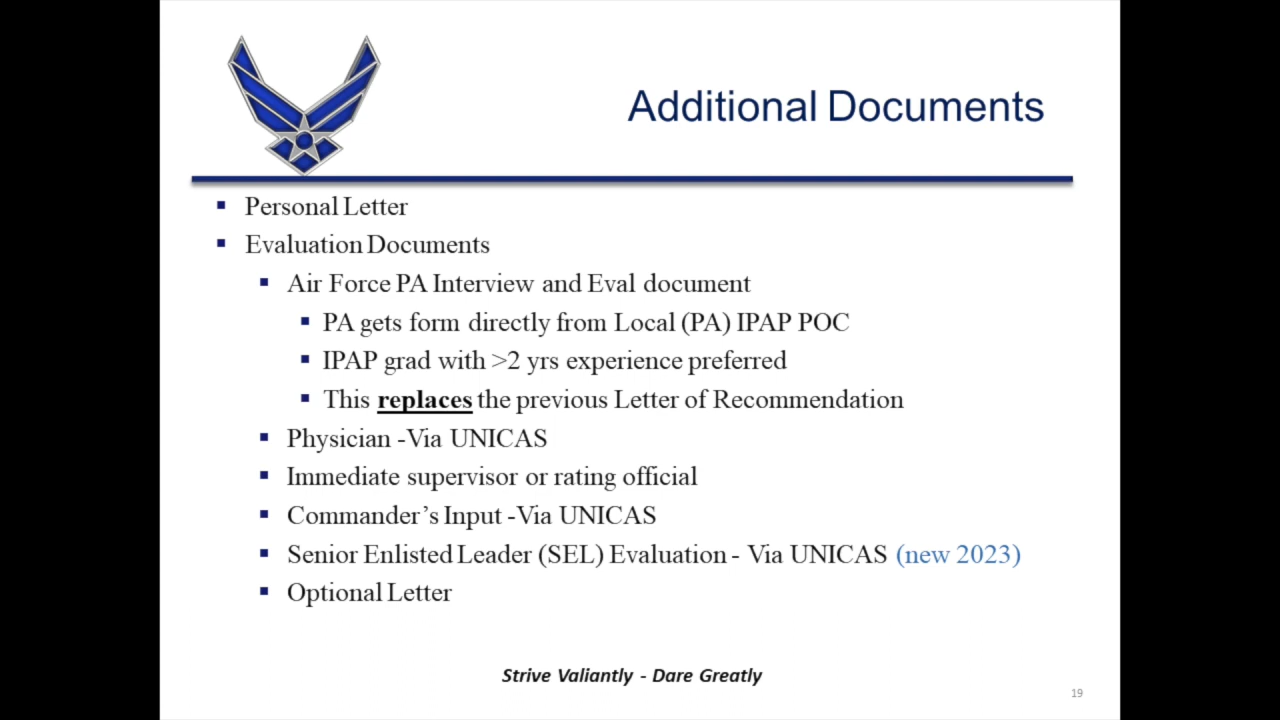 Additional Documents
Personal Letter
Evaluation Documents
Air Force PA Interview and Eval document
PA gets form directly from Local (PA) IPAP POC
IPAP grad with >2 yrs experience preferred
This replaces the previous Letter of Recommendation
Physician -Via UNICAS
Immediate supervisor or rating official
Commander's Input -Via UNICAS
Senior Enlisted Leader (SEL) Evaluation - Via UNICAS (new 2023)
Optional Letter
Strive Valiantly - Dare Greatly
19